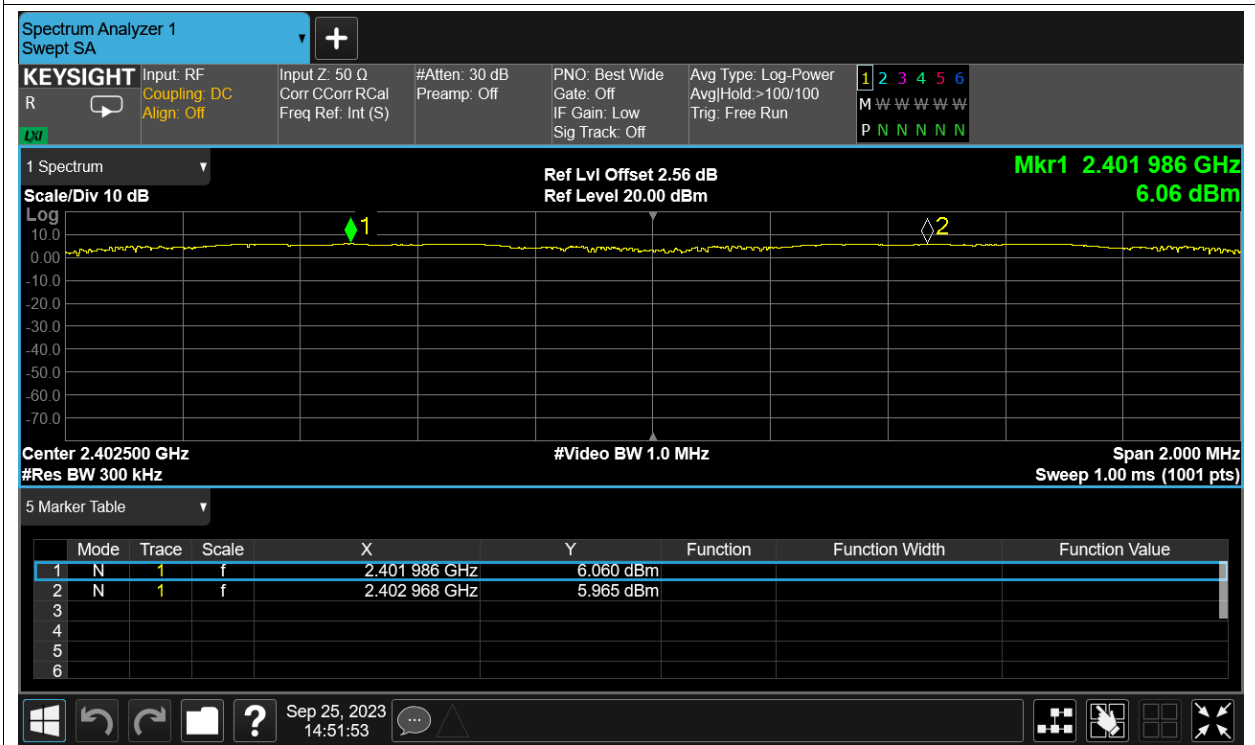 Spectrum Analyzer 1
Swept SA
+
KEYSIGHT Input: RF Input Z: 50 Ω #Atten: 30 dB PNO: Best Wide Avg Type: Log-Power 1 2 3 4 5 6
R Coupling: DC Corr CCorr RCal Preamp: Off Gate: Off Avg|Hold:>100/100 M W W W W W
Align: Off Freq Ref: Int (S) IF Gain: Low Trig: Free Run
LXI Sig Track: Off P N N N N N
1 Spectrum Ref Lvl Offset 2.56 dB Mkr1 2.401 986 GHz
Scale/Div 10 dB Ref Level 20.00 dBm 6.06 dBm
Log
1 2
10.0
0.00
-10.0
-20.0
-30.0
-40.0
-50.0
-60.0
-70.0
Center 2.402500 GHz #Video BW 1.0 MHz Span 2.000 MHz
#Res BW 300 kHz Sweep 1.00 ms (1001 pts)
5 Marker Table
Mode Trace Scale X Y Function Function Width Function Value
1 N 1 f 2.401 986 GHz 6.060 dBm
2 N 1 f 2.402 968 GHz 5.965 dBm
3
4
5
6
? Sep 25, 2023
14:51:53